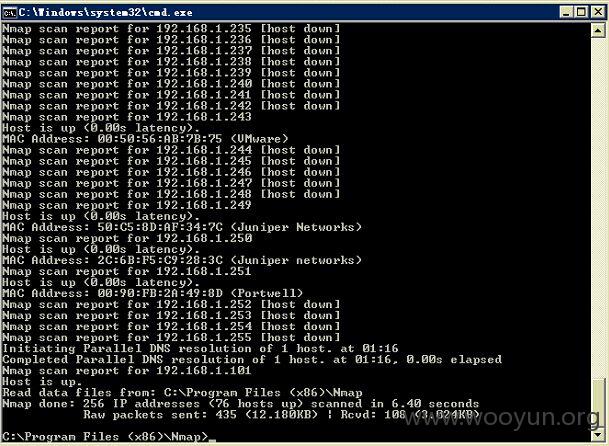 C:\Windows\system32\cmd.exe
Nmap scan report for 192.168.1.235 [host down]
Nmap scan report for 192.168.1.236 [host down]
Nmap scan report for 192.168.1.237 [host down]
Nmap scan report for 192.168.1.238 [host down]
Nmap scan report for 192.168.1.239 [host down]
Nmap scan report for 192.168.1.240 [host down]
Nmap scan report for 192.168.1.241 [host down]
Nmap scan report for 192.168.1.242 [host down]
Nmap scan report for 192.168.1.243
Host is up (0.00s latency).
MAC Address: 00:50:56:AB:7B:75 (VMware)
Nmap scan report for 192.168.1.244 [host down]
Nmap scan report for 192.168.1.245 [host down]
Nmap scan report for 192.168.1.246 [host down]
Nmap scan report for 192.168.1.247 [host down]
Nmap scan report for 192.168.1.248 [host down]
Nmap scan report for 192.168.1.249
Host is up (0.00s latency).
MAC Address: 50:C5:8D:AF:34:7C (Juniper Networks)
Nmap scan report for 192.168.1.250
Host is up (0.00s latency).
MAC Address: 2C:6B:F5:C9:28:3C (Juniper networks)
Nmap scan report for 192.168.1.251
Host is up (0.00s latency).
MAC Address: 00:90:FB:2A:49:8D (Portwell)
Nmap scan report for 192.168.1.252 [host down]
Nmap scan report for 192.168.1.253 [host down]
Nmap scan report for 192.168.1.254 [host down]
Nmap scan report for 192.168.1.255 [host down]
Initiating Parallel DNS resolution of 1 host. at 01:16
Completed Parallel DNS resolution of 1 host. at 01:16, 0.00s elapsed
Nmap scan report for 192.168.1.101
Host is up.
Read data files from: C:\Program Files (x86)\Nmap
Nmap done: 256 IP addresses (76 hosts up) scanned in 6.40 seconds
Raw packets sent: 435 (12.180KB) | Rcvd: 108 (3.024KB)
www.wooyun.org
C:\Program Files (x86)\Nmap>